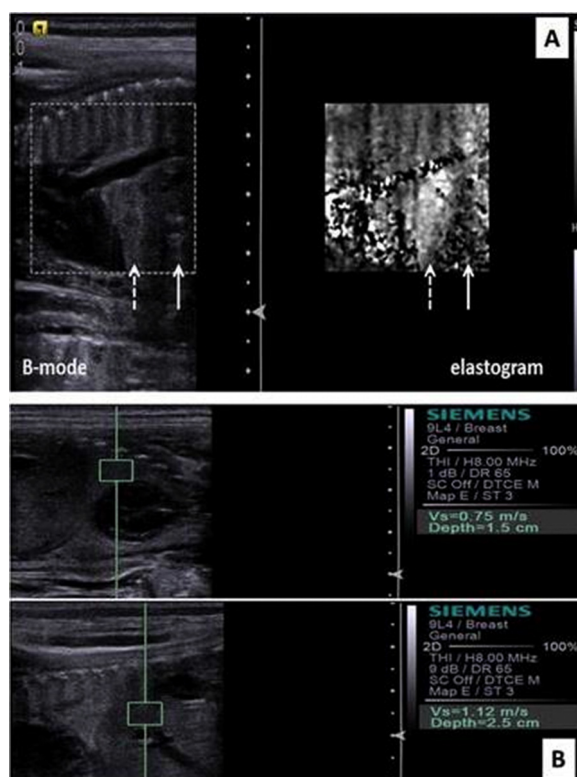 A
B-mode
elastogram
SIEMENS
9L4 / Breast
General
2D 100%
THI / H8.00 MHz
1 dB / DR 65
SC Off / DTCE M
Map E / ST 3
Vs=0.75 m/s
Depth=1.5 cm
SIEMENS
9L4 / Breast
General
2D 100%
THI / H8.00 MHz
9 dB / DR 65
SC Off / DTCE M
Map E / ST 3
Vs=1.12 m/s
Depth=2.5 cm
B